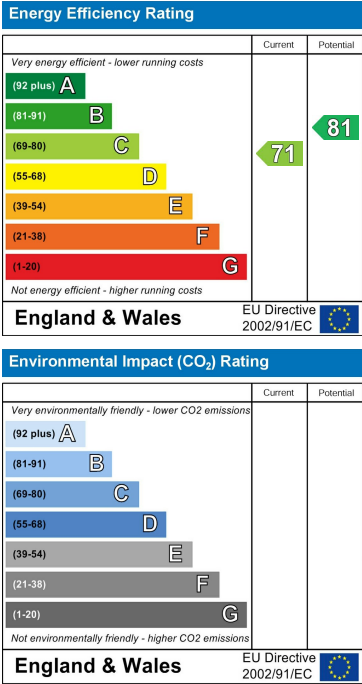 Energy Efficiency Rating
Current Potential
Very energy efficient - lower running costs
(92 plus) A
(81-91) B
81
(69-80) C
71
(55-68) D
(39-54) E
(21-38) F
(1-20) G
Not energy efficient - higher running costs
England & Wales
EU Directive
2002/91/EC
Environmental Impact (CO₂) Rating
Current Potential
Very environmentally friendly - lower CO2 emissions
(92 plus) A
(81-91) B
(69-80) C
(55-68) D
(39-54) E
(21-38) F
(1-20) G
Not environmentally friendly - higher CO2 emissions
England & Wales
EU Directive
2002/91/EC